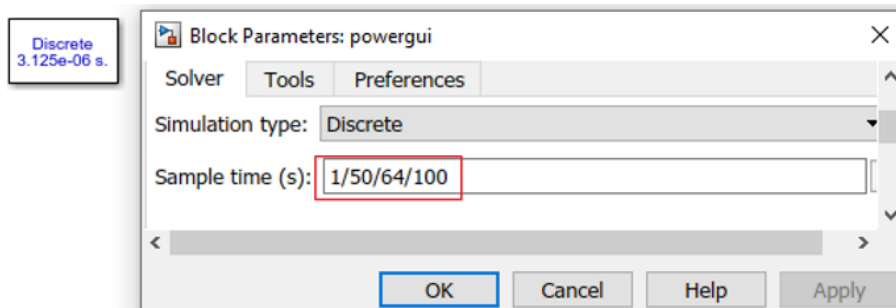 Discrete
3.125e-06 s.
Block Parameters: powergui
Solver Tools Preferences
Simulation type: Discrete
Sample time (s): 1/50/64/100
OK Cancel Help Apply